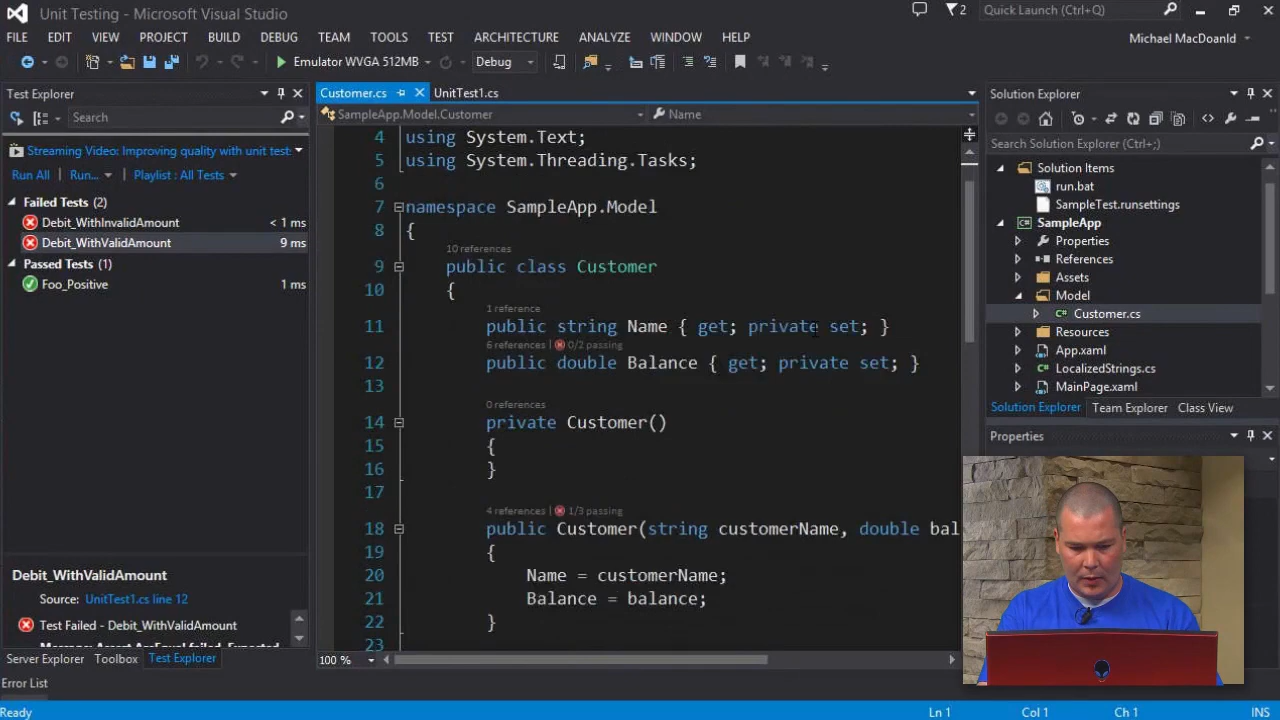 Unit Testing - Microsoft Visual Studio
2
Quick Launch (Ctrl+Q)
FILE EDIT VIEW PROJECT BUILD DEBUG TEAM TOOLS TEST ARCHITECTURE ANALYZE WINDOW HELP
Michael MacDoanld
Emulator WVGA 512MB
Debug
Test Explorer
Search
Streaming Video: Improving quality with unit test:
Run All Run... Playlist : All Tests
Failed Tests (2)
Debit_WithInvalidAmount < 1 ms
Debit_WithValidAmount 9 ms
Passed Tests (1)
Foo_Positive 1 ms
Debit_WithValidAmount
Source: UnitTest1.cs line 12
Test Failed - Debit_WithValidAmount
Server Explorer Toolbox Test Explorer
Error List
Customer.cs UnitTest1.cs
SampleApp.Model.Customer Name
4 using System.Text;
5 using System.Threading.Tasks;
6
7 namespace SampleApp.Model
8 {
10 references
9 public class Customer
10 {
1 reference
11 public string Name { get; private set; }
6 references | 0/2 passing
12 public double Balance { get; private set; }
13
0 references
14 private Customer()
15 {
16 }
17
4 references | 1/3 passing
18 public Customer(string customerName, double bal
19 {
20 Name = customerName;
21 Balance = balance;
22 }
23
100 %
Solution Explorer
Search Solution Explorer (Ctrl+;)
Solution Items
run.bat
SampleTest.runsettings
SampleApp
Properties
References
Assets
Model
Customer.cs
Resources
App.xaml
LocalizedStrings.cs
MainPage.xaml
Solution Explorer Team Explorer Class View
Properties
Ready Ln 1 Col 1 Ch 1 INS